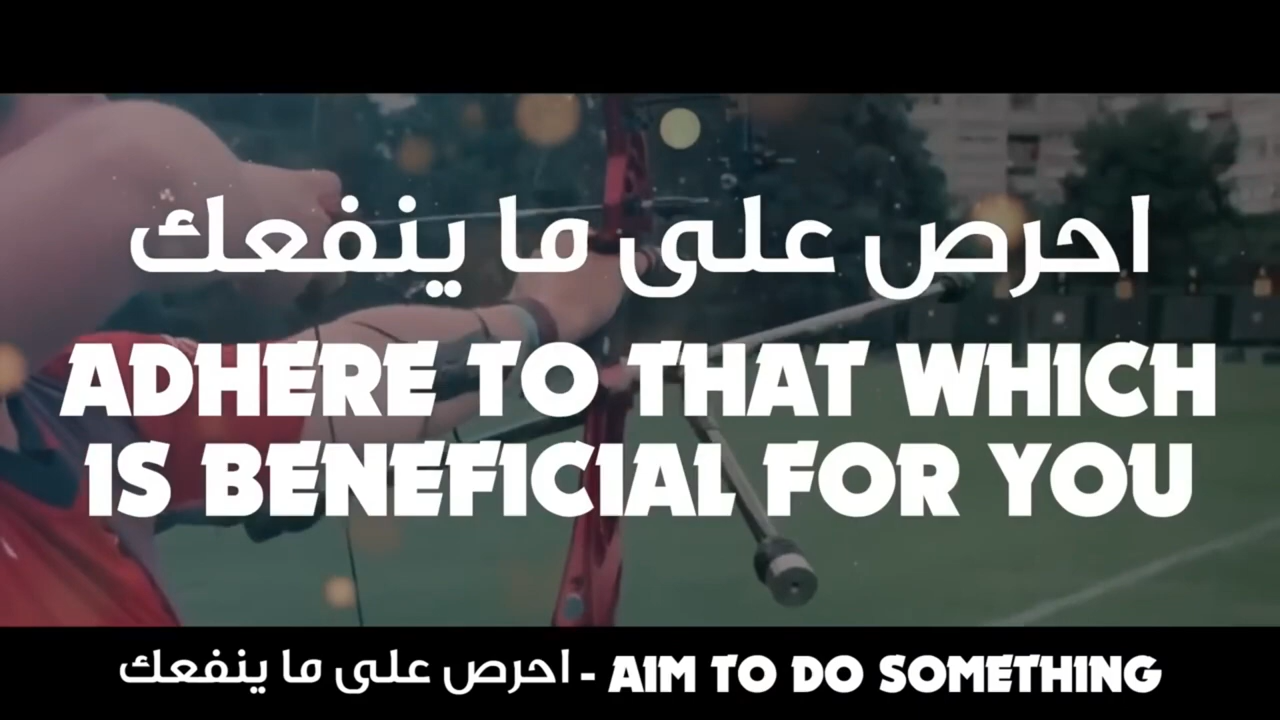 احرص على ما ينفعك
ADHERE TO THAT WHICH
IS BENEFICIAL FOR YOU
احرص على ما ينفعك - AIM TO DO SOMETHING